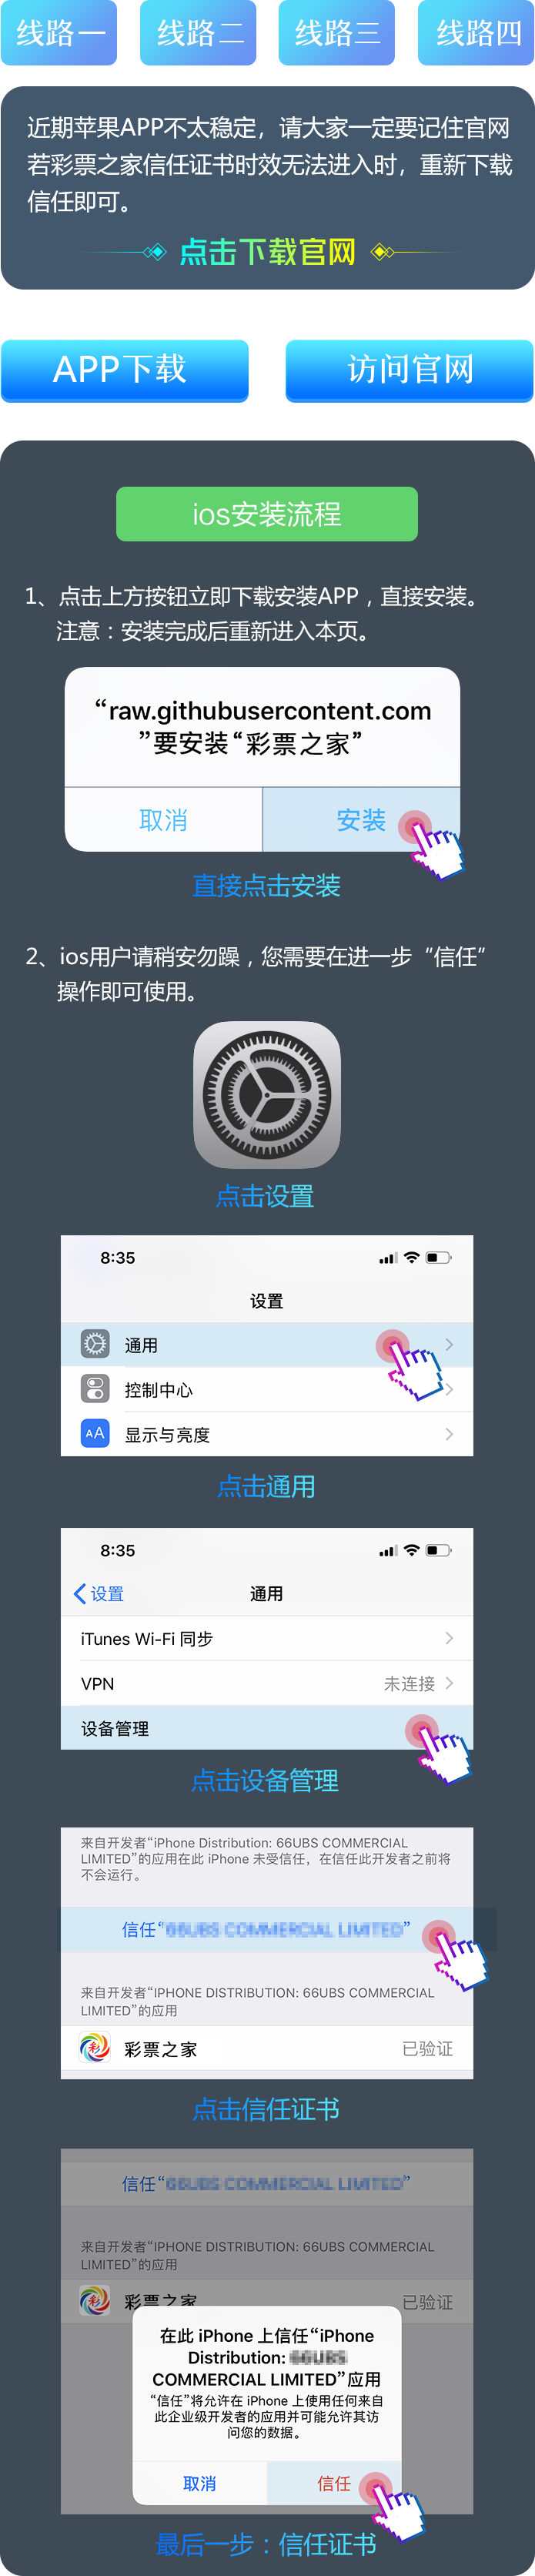 线路一 线路二 线路三 线路四
近期苹果APP不太稳定，请大家一定要记住官网
若彩票之家信任证书时效无法进入时，重新下载
信任即可。
点击下载官网
APP下载 访问官网
ios安装流程
1、点击上方按钮立即下载安装APP，直接安装。
注意：安装完成后重新进入本页。
“raw.githubusercontent.com
”要安装“彩票之家”
取消 安装
直接点击安装
2、ios用户请稍安勿躁，您需要在进一步“信任”
操作即可使用。
点击设置
8:35
设置
通用
控制中心
AA 显示与亮度
点击通用
8:35
设置 通用
iTunes Wi-Fi 同步
VPN 未连接
设备管理
点击设备管理
来自开发者“iPhone Distribution: 66UBS COMMERCIAL
LIMITED”的应用在此 iPhone 未受信任，在信任此开发者之前将
不会运行。
信任“66UBS COMMERCIAL LIMITED”
来自开发者“IPHONE DISTRIBUTION: 66UBS COMMERCIAL
LIMITED”的应用
彩 彩票之家 已验证
点击信任证书
信任“66UBS COMMERCIAL LIMITED”
来自开发者“IPHONE DISTRIBUTION: 66UBS COMMERCIAL
LIMITED”的应用
彩 彩票之家 已验证
在此 iPhone 上信任“iPhone
Distribution: 66UBS
COMMERCIAL LIMITED”应用
“信任”将允许在 iPhone 上使用任何来自
此企业级开发者的应用并可能允许其访
问您的数据。
取消 信任
最后一步：信任证书